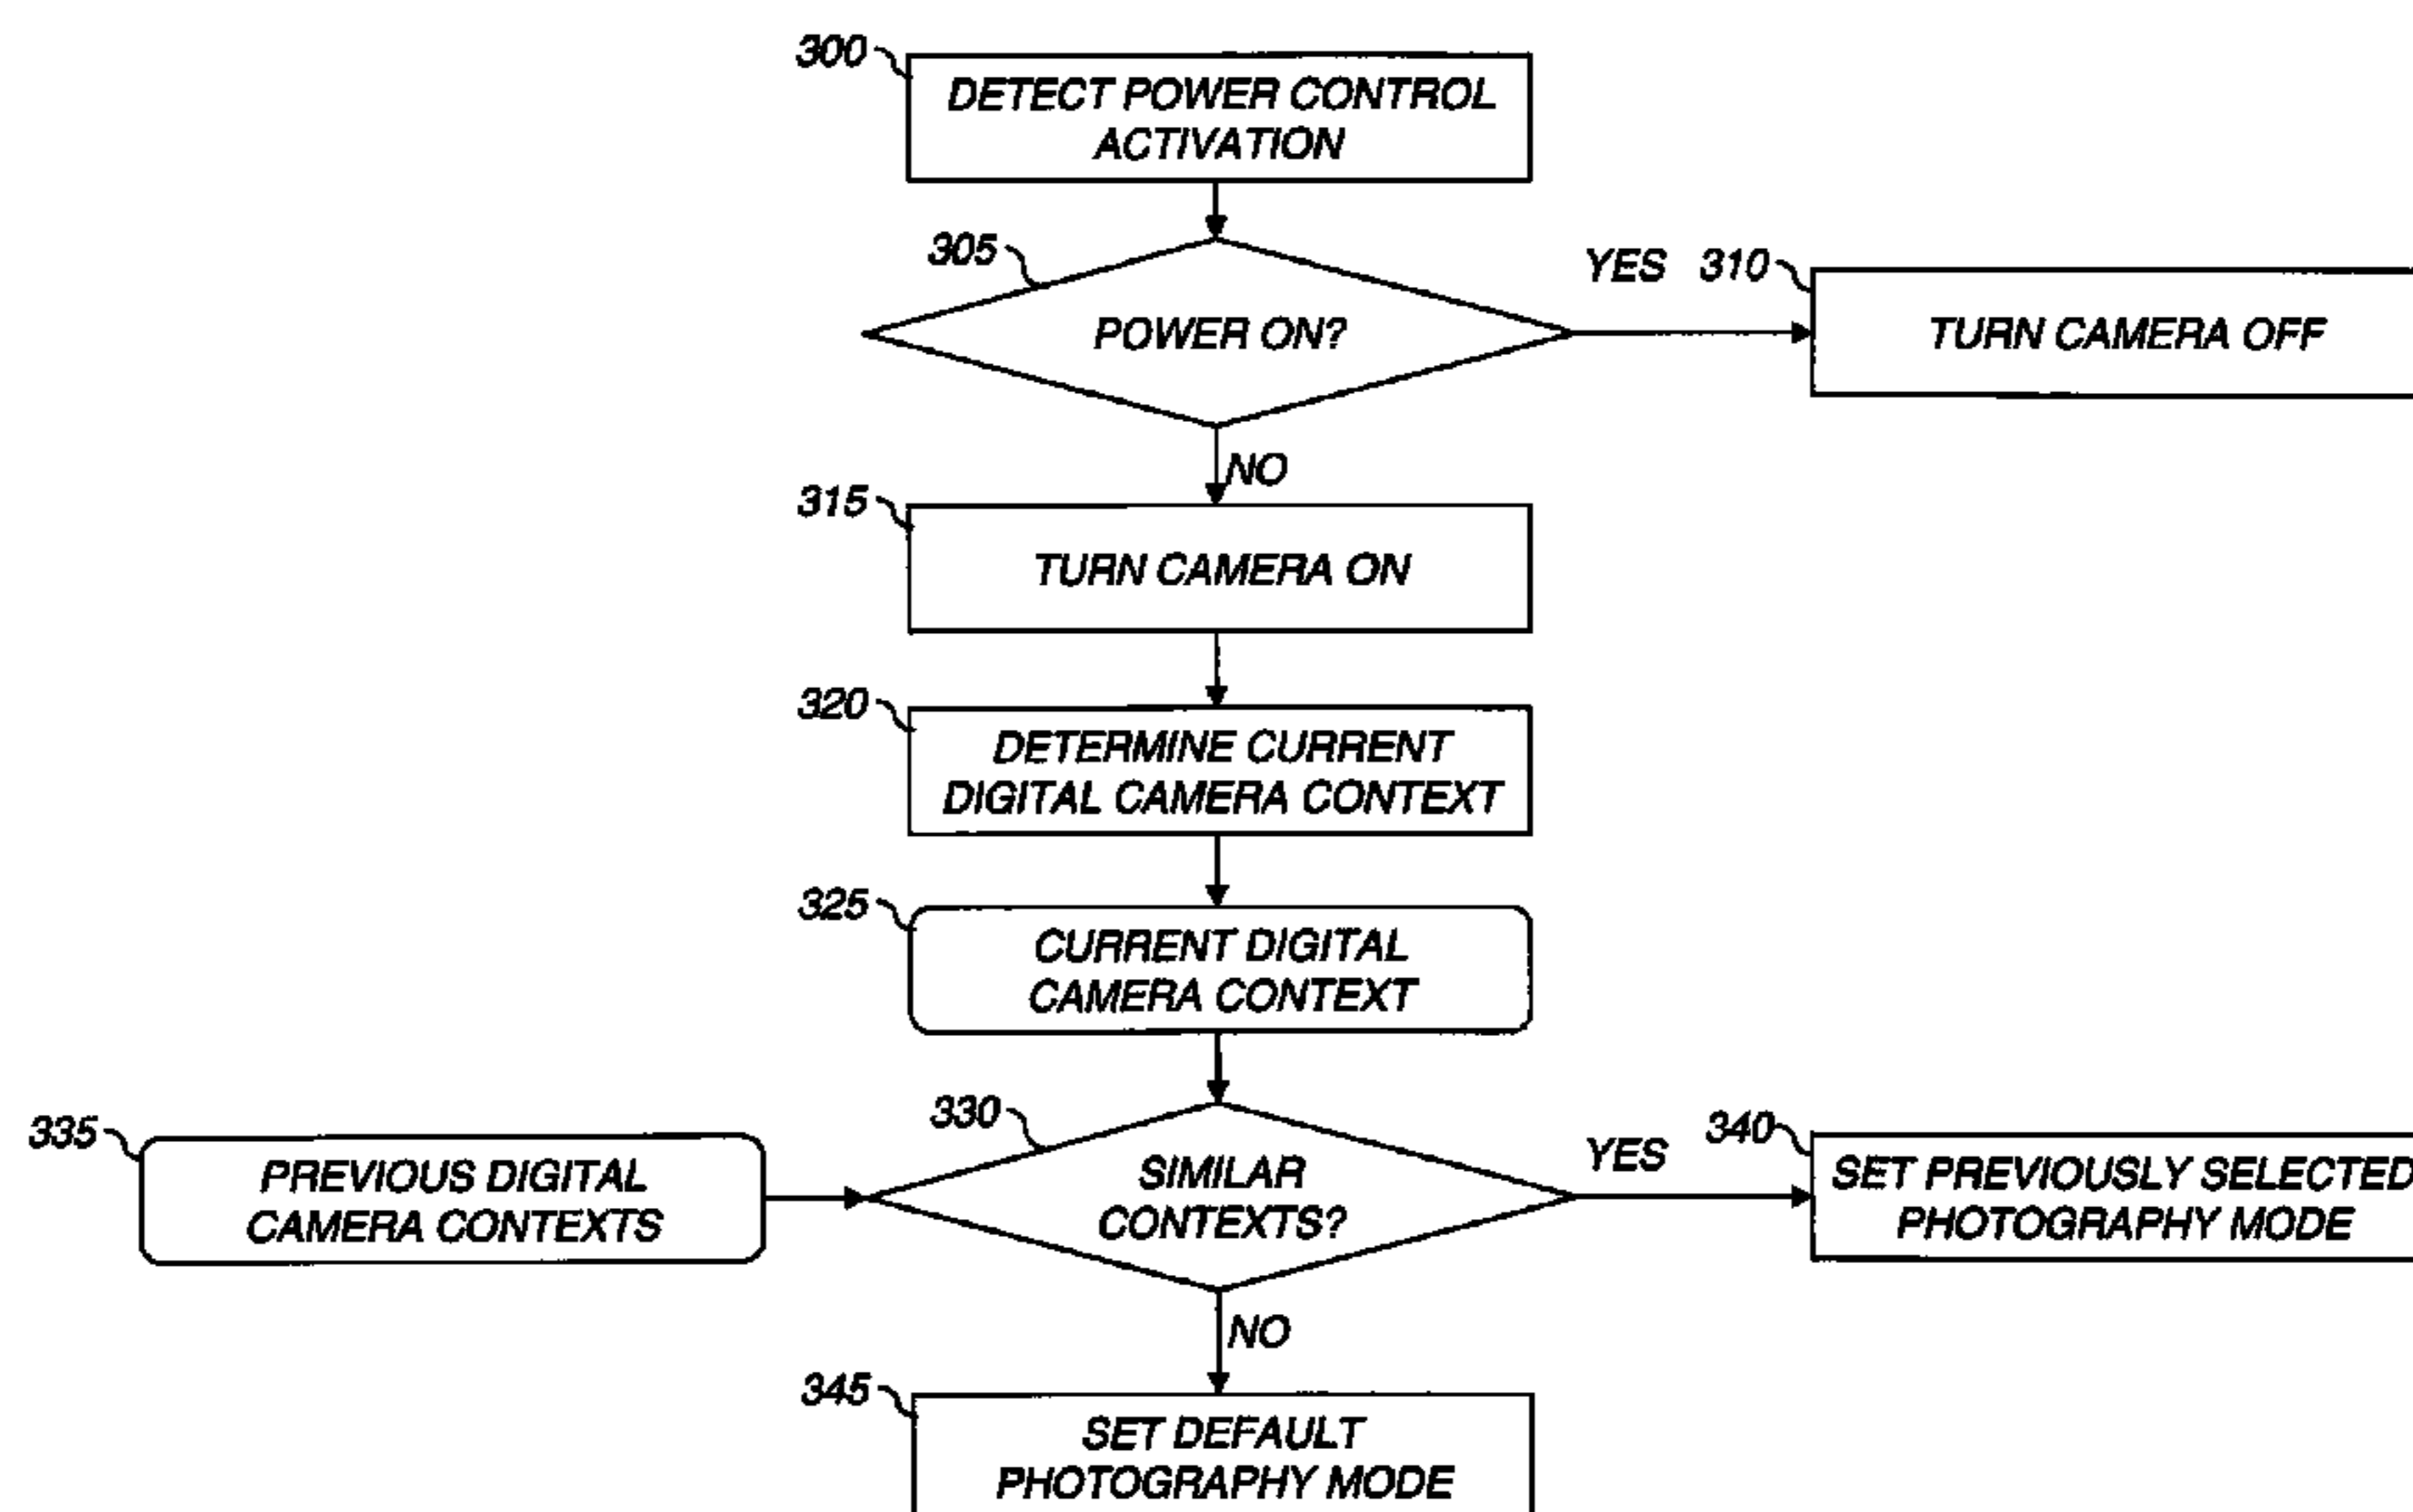 300
DETECT POWER CONTROL
ACTIVATION
305
POWER ON?
YES 310
TURN CAMERA OFF
NO
315
TURN CAMERA ON
320
DETERMINE CURRENT
DIGITAL CAMERA CONTEXT
325
CURRENT DIGITAL
CAMERA CONTEXT
335
PREVIOUS DIGITAL
CAMERA CONTEXTS
330
SIMILAR
CONTEXTS?
YES
340
SET PREVIOUSLY SELECTED
PHOTOGRAPHY MODE
NO
345
SET DEFAULT
PHOTOGRAPHY MODE